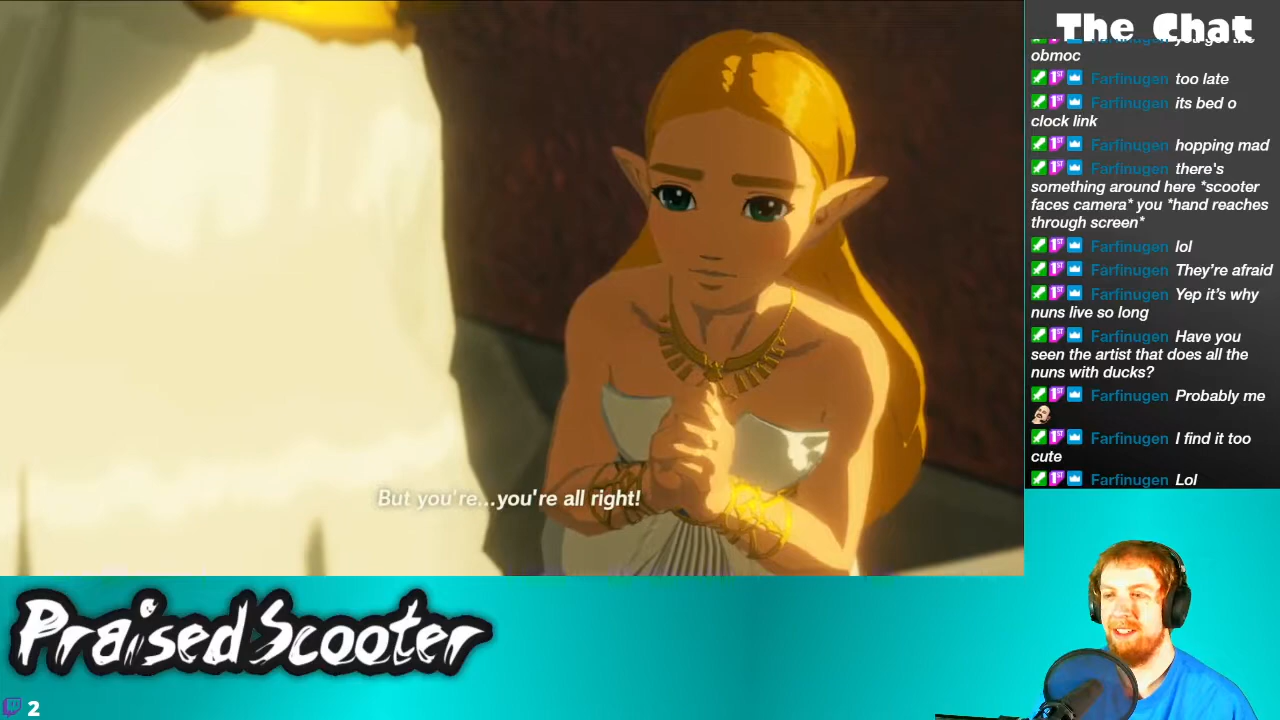 The Chat
obmoc
Farfinugen too late
Farfinugen its bed o
clock link
Farfinugen hopping mad
Farfinugen there's
something around here *scooter
faces camera* you *hand reaches
through screen*
Farfinugen lol
Farfinugen They're afraid
Farfinugen Yep it's why
nuns live so long
Farfinugen Have you
seen the artist that does all the
nuns with ducks?
Farfinugen Probably me
Farfinugen I find it too
cute
Farfinugen Lol
But you're...you're all right!
PraisedScooter
2